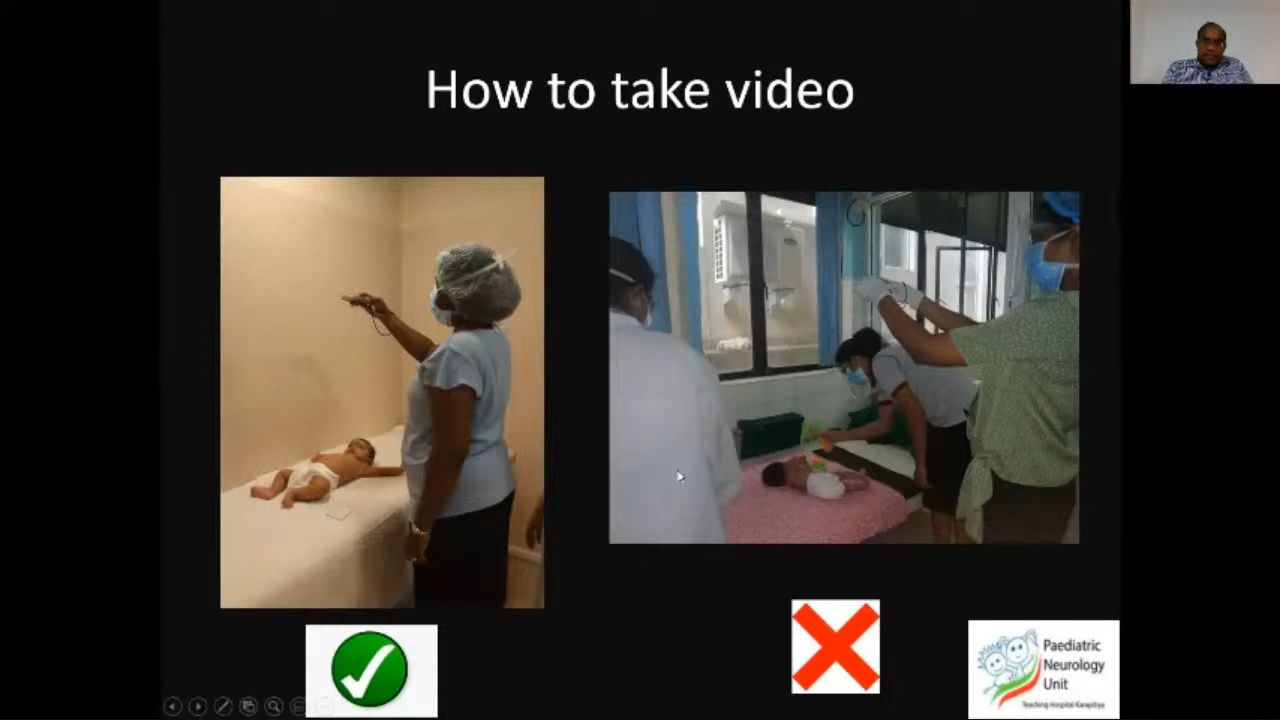 How to take video
Paediatric
Neurology
Unit
Teaching Hospital Karapitiya